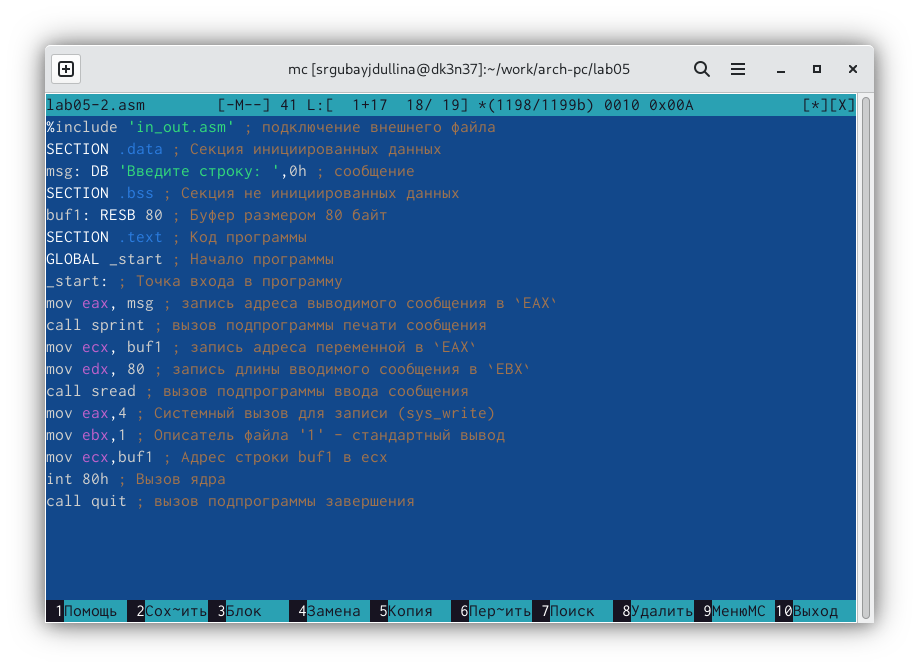 mc [srgubayjdullina@dk3n37]:~/work/arch-pc/lab05
lab05-2.asm [-M--] 41 L:[ 1+17 18/ 19] *(1198/1199b) 0010 0x00A [*][X]
%include 'in_out.asm' ; подключение внешнего файла
SECTION .data ; Секция инициированных данных
msg: DB 'Введите строку: ',0h ; сообщение
SECTION .bss ; Секция не инициированных данных
buf1: RESB 80 ; Буфер размером 80 байт
SECTION .text ; Код программы
GLOBAL _start ; Начало программы
_start: ; Точка входа в программу
mov eax, msg ; запись адреса выводимого сообщения в `EAX`
call sprint ; вызов подпрограммы печати сообщения
mov ecx, buf1 ; запись адреса переменной в `EAX`
mov edx, 80 ; запись длины вводимого сообщения в `EBX`
call sread ; вызов подпрограммы ввода сообщения
mov eax,4 ; Системный вызов для записи (sys_write)
mov ebx,1 ; Описатель файла '1' - стандартный вывод
mov ecx,buf1 ; Адрес строки buf1 в ecx
int 80h ; Вызов ядра
call quit ; вызов подпрограммы завершения
1Помощь 2Сох~ить 3Блок 4Замена 5Копия 6Пер~ить 7Поиск 8Удалить 9МенюМС 10Выход